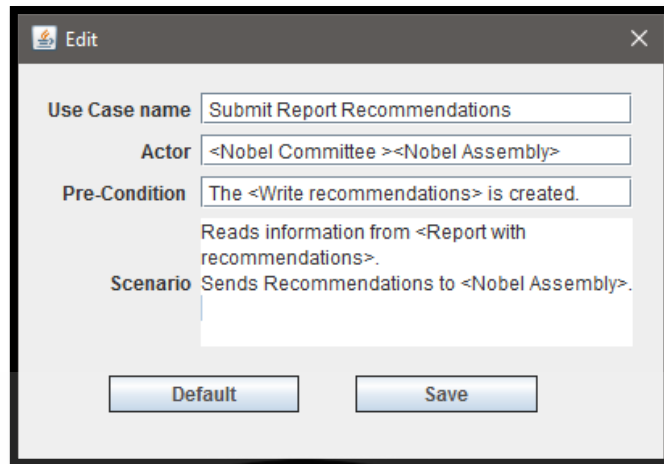 Edit
Use Case name Submit Report Recommendations
Actor <Nobel Committee ><Nobel Assembly>
Pre-Condition The <Write recommendations> is created.
Reads information from <Report with
recommendations>.
Scenario Sends Recommendations to <Nobel Assembly>.
Default Save